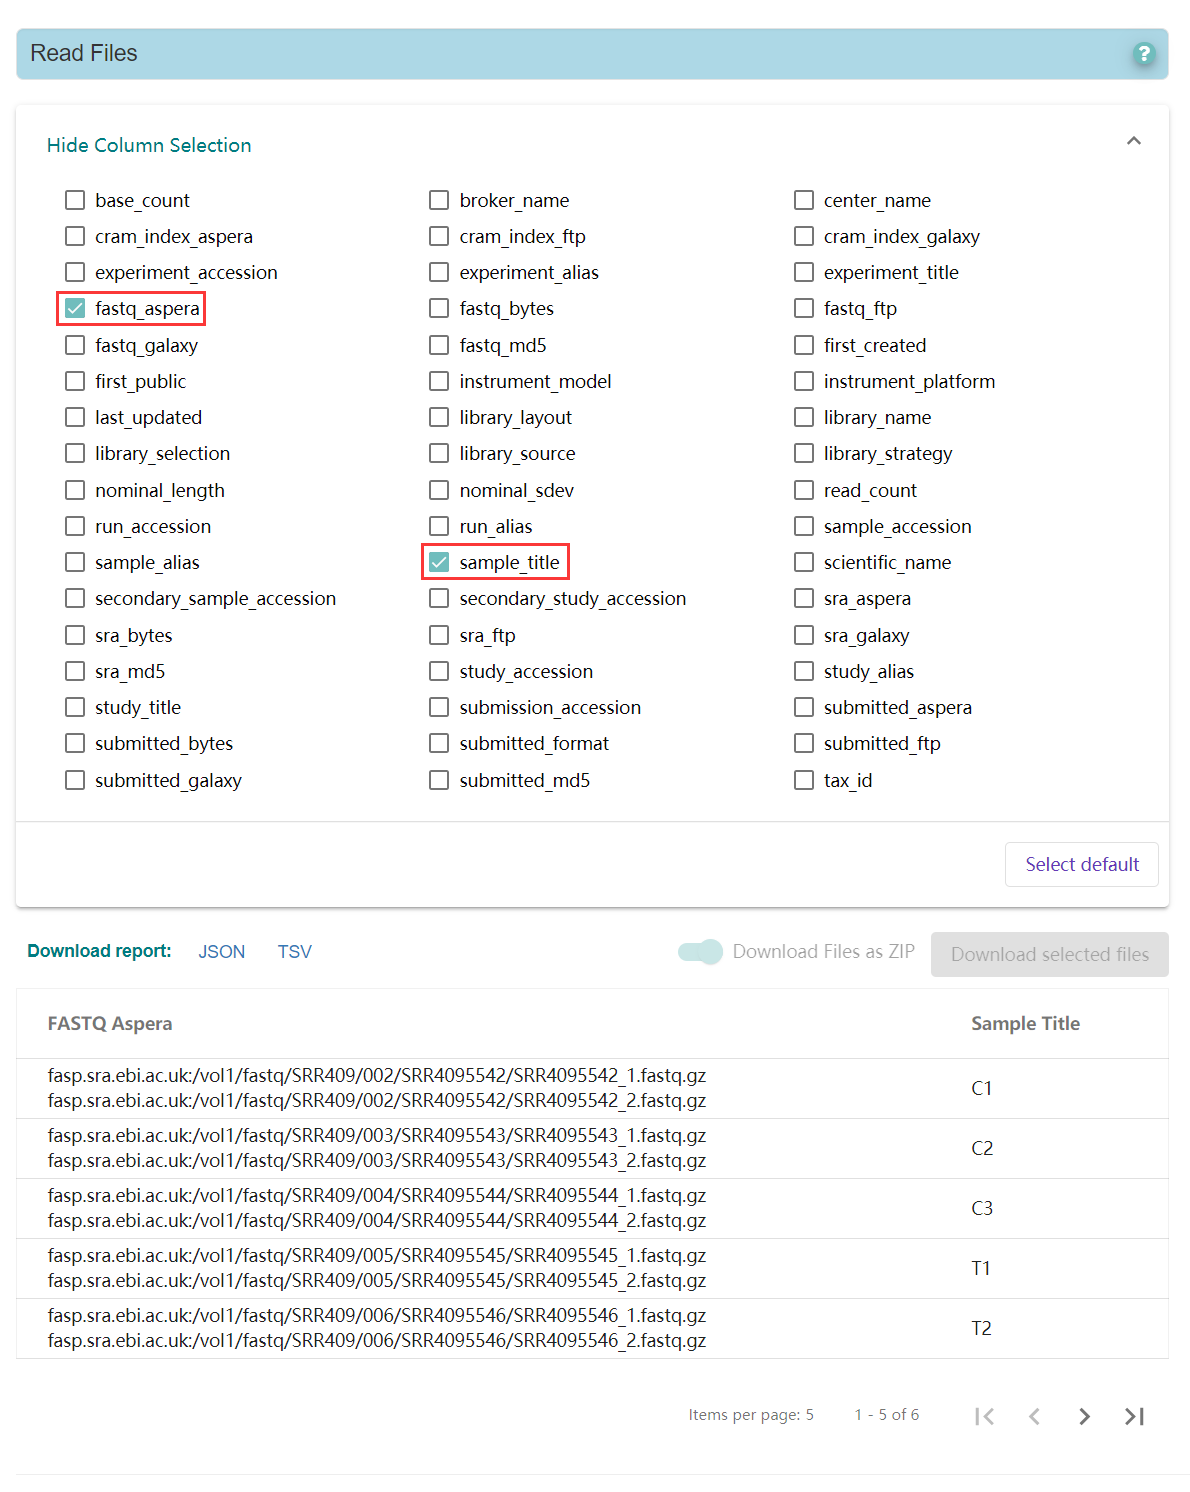 Read Files
?
Hide Column Selection
base_count broker_name center_name
cram_index_aspera cram_index_ftp cram_index_galaxy
experiment_accession experiment_alias experiment_title
fastq_aspera fastq_bytes fastq_ftp
fastq_galaxy fastq_md5 first_created
first_public instrument_model instrument_platform
last_updated library_layout library_name
library_selection library_source library_strategy
nominal_length nominal_sdev read_count
run_accession run_alias sample_accession
sample_alias sample_title scientific_name
secondary_sample_accession secondary_study_accession sra_aspera
sra_bytes sra_ftp sra_galaxy
sra_md5 study_accession study_alias
study_title submission_accession submitted_aspera
submitted_bytes submitted_format submitted_ftp
submitted_galaxy submitted_md5 tax_id
Select default
Download report: JSON TSV Download Files as ZIP Download selected files
FASTQ Aspera Sample Title
fasp.sra.ebi.ac.uk:/vol1/fastq/SRR409/002/SRR4095542/SRR4095542_1.fastq.gz
fasp.sra.ebi.ac.uk:/vol1/fastq/SRR409/002/SRR4095542/SRR4095542_2.fastq.gz
C1
fasp.sra.ebi.ac.uk:/vol1/fastq/SRR409/003/SRR4095543/SRR4095543_1.fastq.gz
fasp.sra.ebi.ac.uk:/vol1/fastq/SRR409/003/SRR4095543/SRR4095543_2.fastq.gz
C2
fasp.sra.ebi.ac.uk:/vol1/fastq/SRR409/004/SRR4095544/SRR4095544_1.fastq.gz
fasp.sra.ebi.ac.uk:/vol1/fastq/SRR409/004/SRR4095544/SRR4095544_2.fastq.gz
C3
fasp.sra.ebi.ac.uk:/vol1/fastq/SRR409/005/SRR4095545/SRR4095545_1.fastq.gz
fasp.sra.ebi.ac.uk:/vol1/fastq/SRR409/005/SRR4095545/SRR4095545_2.fastq.gz
T1
fasp.sra.ebi.ac.uk:/vol1/fastq/SRR409/006/SRR4095546/SRR4095546_1.fastq.gz
fasp.sra.ebi.ac.uk:/vol1/fastq/SRR409/006/SRR4095546/SRR4095546_2.fastq.gz
T2
Items per page: 5 1 - 5 of 6